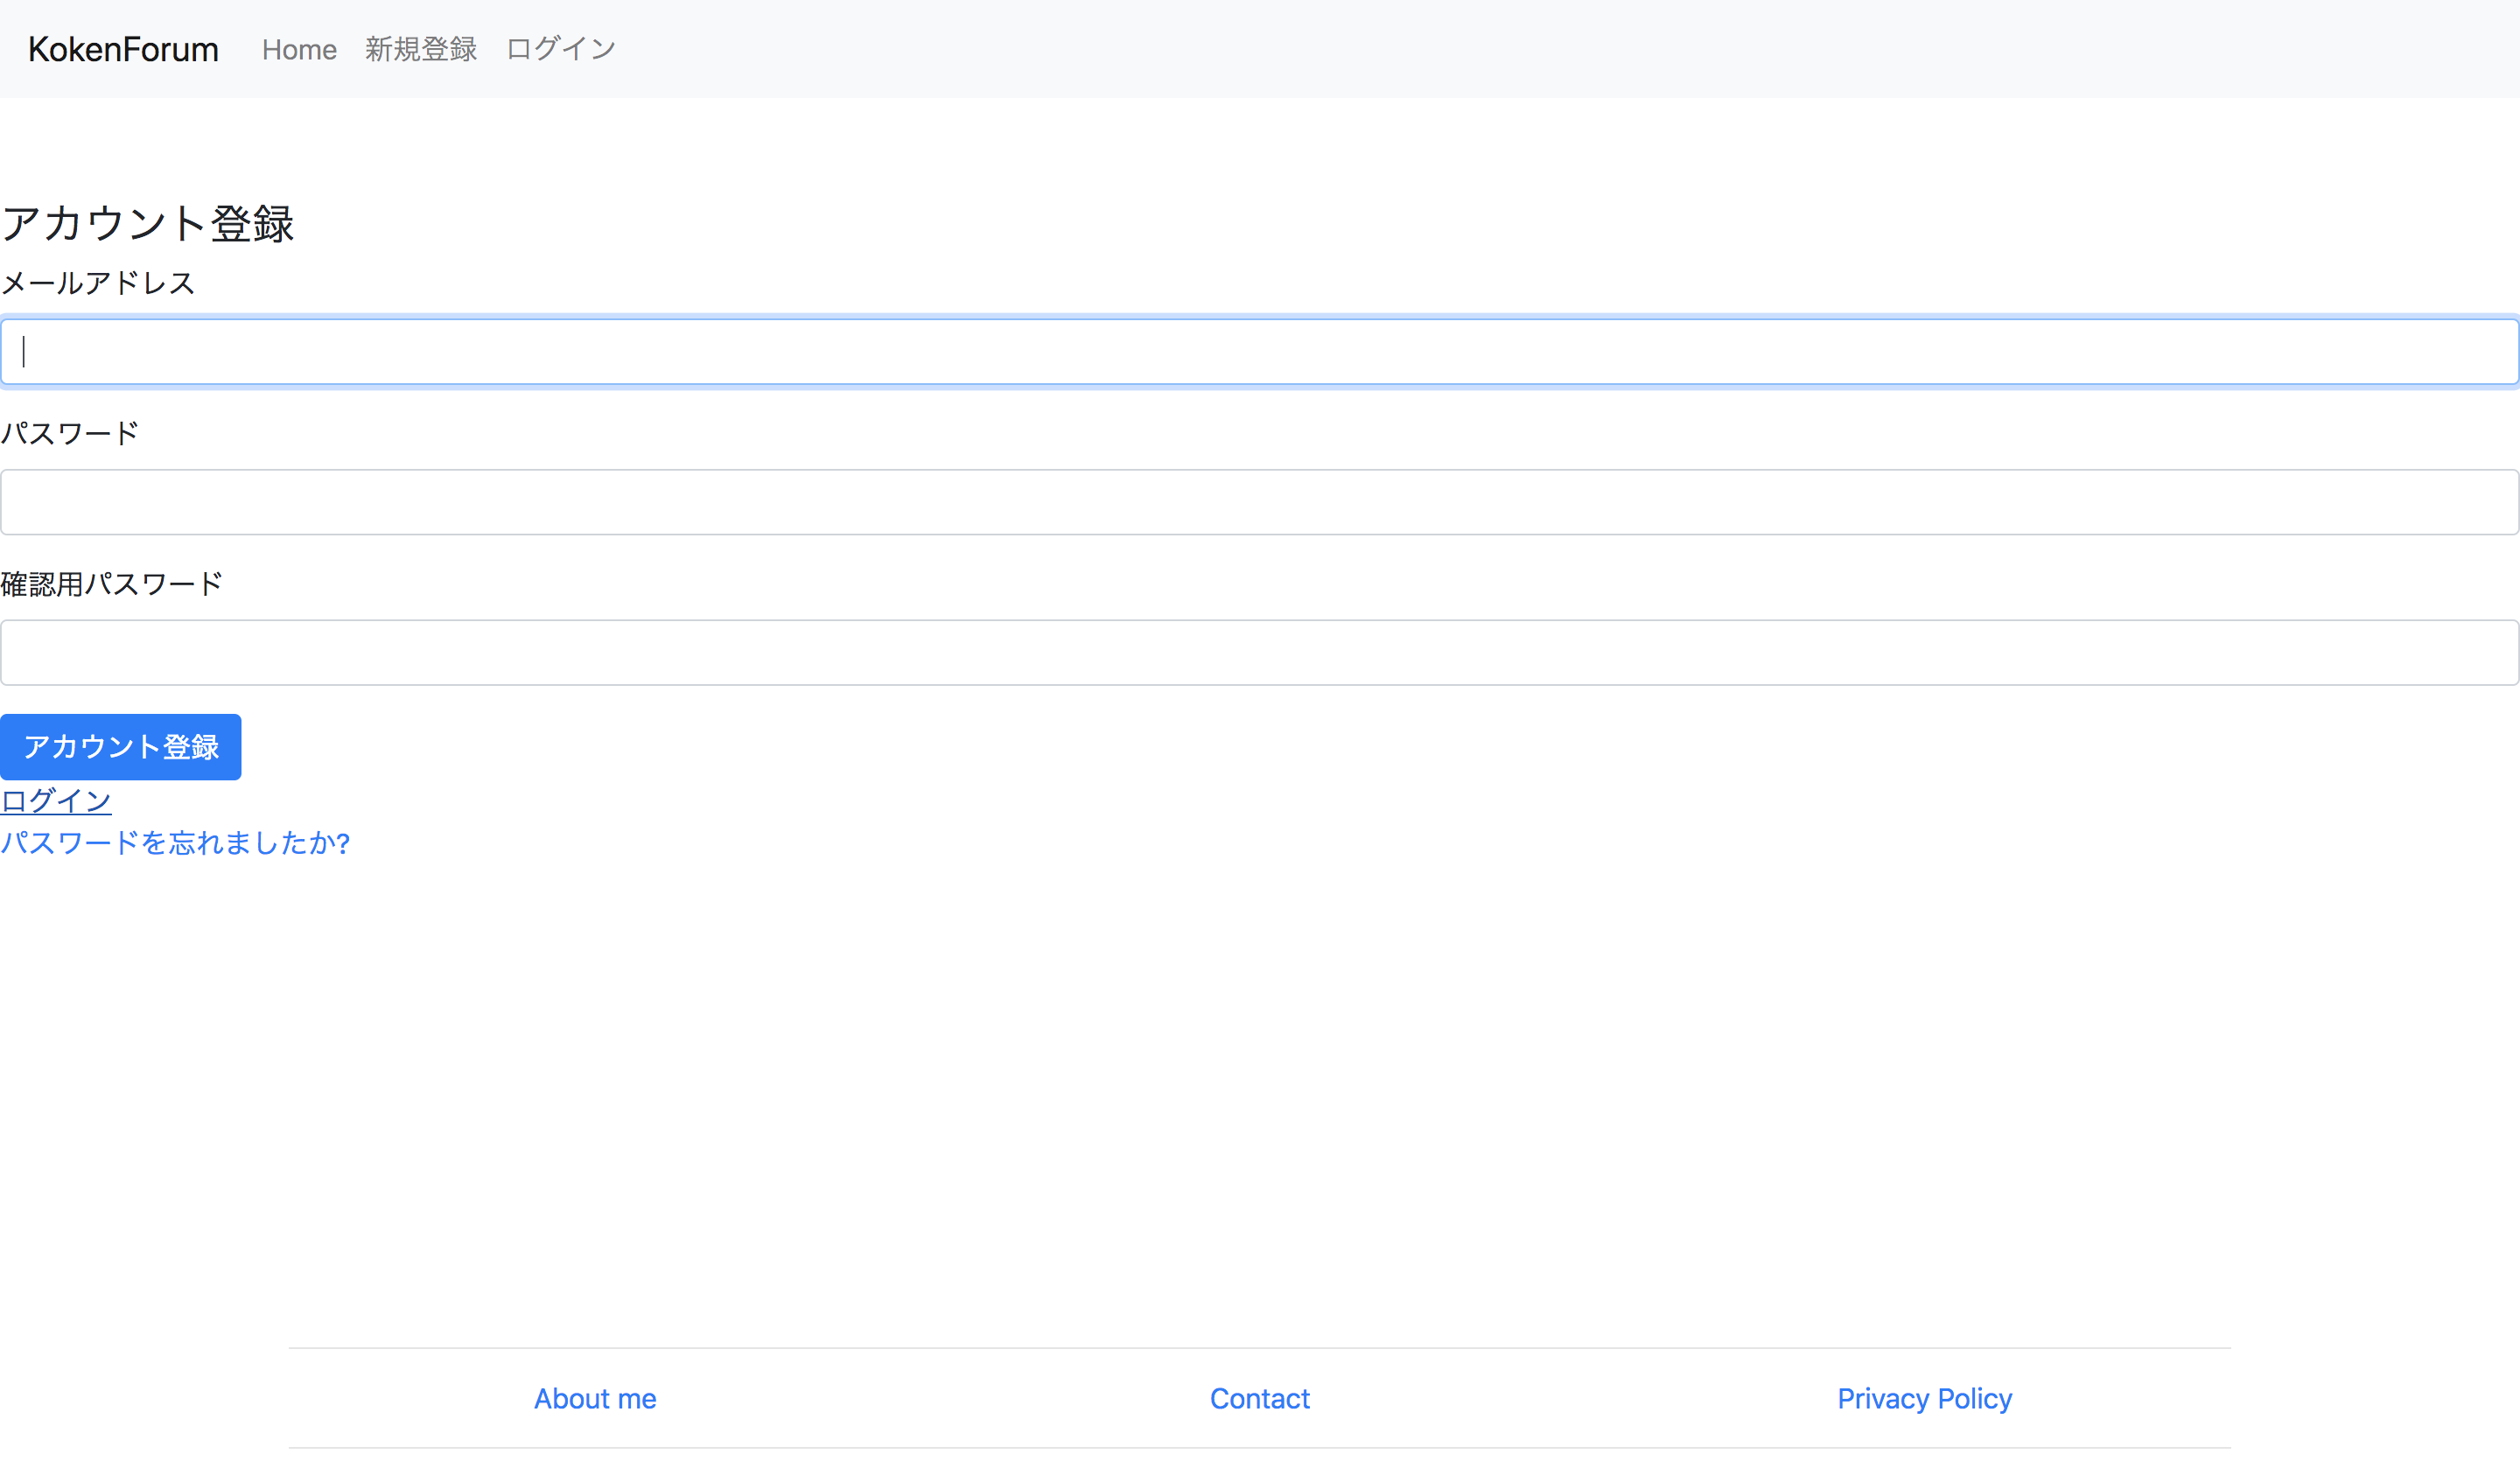 KokenForum Home 新規登録 ログイン
アカウント登録
メールアドレス
パスワード
確認用パスワード
アカウント登録
ログイン
パスワードを忘れましたか?
About me Contact Privacy Policy